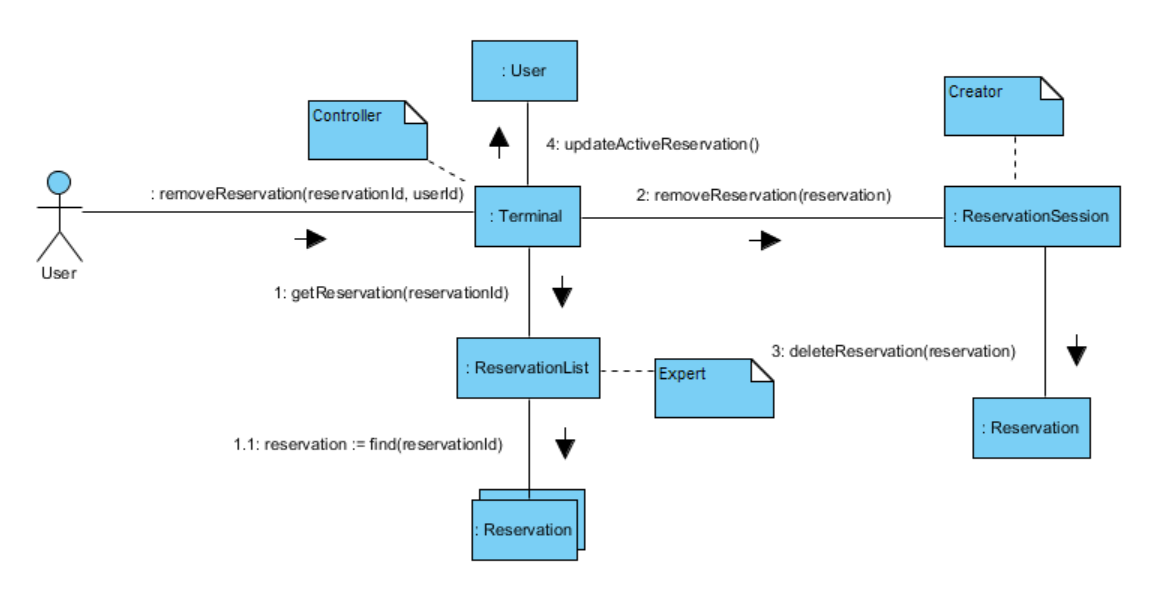 : User
Creator
Controller
4: updateActiveReservation()
: removeReservation(reservationId, userId)
2: removeReservation(reservation)
: Terminal
: ReservationSession
User
1: getReservation(reservationId)
3: deleteReservation(reservation)
: ReservationList
Expert
: Reservation
1.1: reservation := find(reservationId)
: Reservation